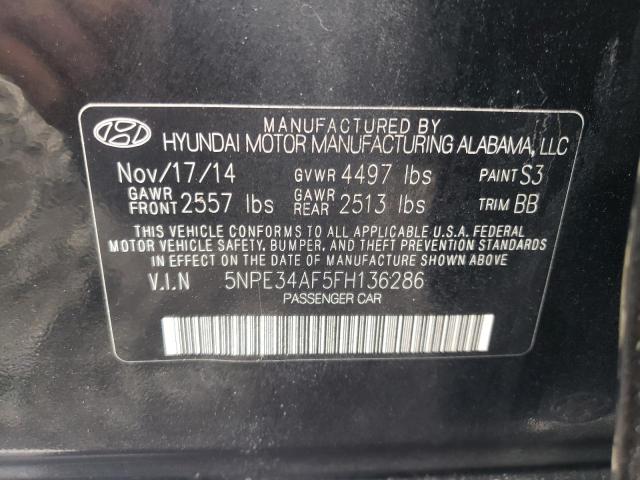 MANUFACTURED BY
HYUNDAI MOTOR MANUFACTURING ALABAMA, LLC
Nov/17/14 GVWR 4497 lbs PAINT S3
GAWR FRONT 2557 lbs GAWR REAR 2513 lbs TRIM BB
THIS VEHICLE CONFORMS TO ALL APPLICABLE U.S.A. FEDERAL
MOTOR VEHICLE SAFETY, BUMPER, AND THEFT PREVENTION STANDARDS
IN EFFECT ON THE DATE OF MANUFACTURE SHOWN ABOVE
V.I.N 5NPE34AF5FH136286
PASSENGER CAR